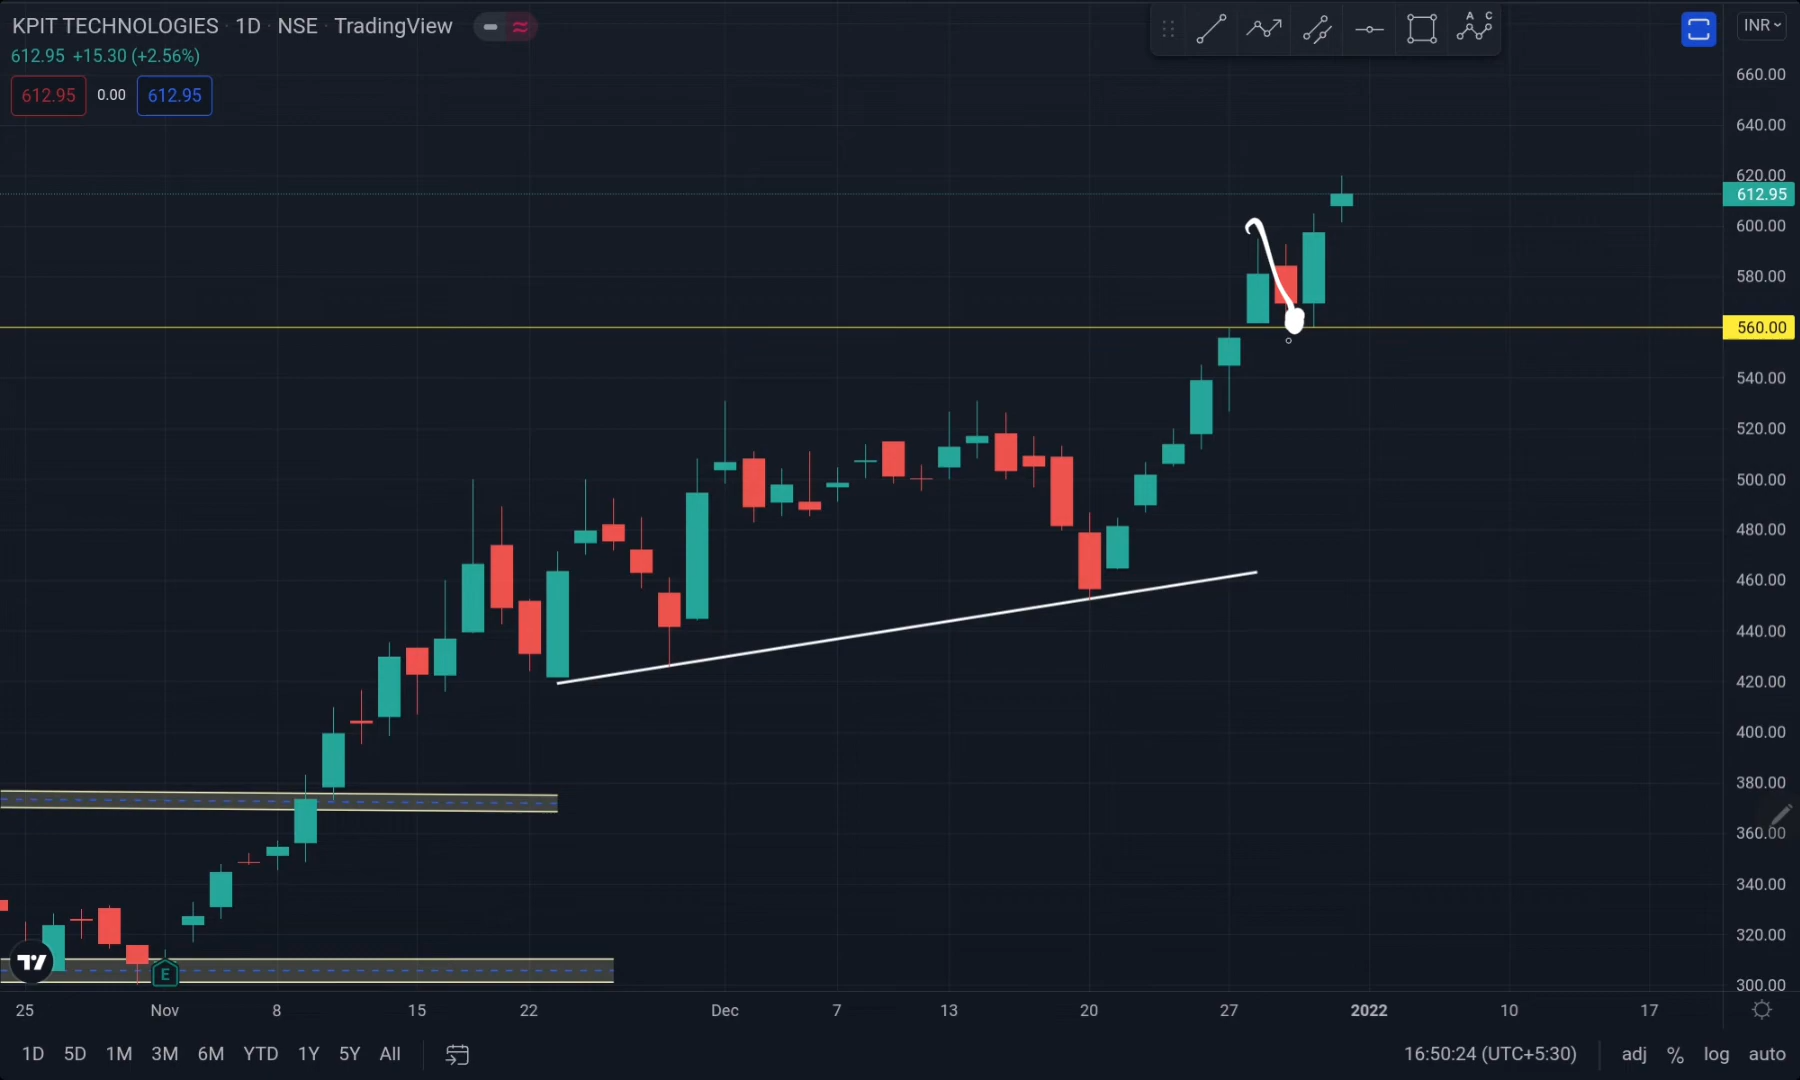 KPIT TECHNOLOGIES · 1D · NSE · TradingView
612.95 +15.30 (+2.56%)
612.95 0.00 612.95
A C
INR
660.00
640.00
620.00
612.95
600.00
580.00
560.00
540.00
520.00
500.00
480.00
460.00
440.00
420.00
400.00
380.00
360.00
340.00
320.00
300.00
E
25 Nov 8 15 22 Dec 7 13 20 27 2022 10 17
1D 5D 1M 3M 6M YTD 1Y 5Y All 16:50:24 (UTC+5:30) adj % log auto